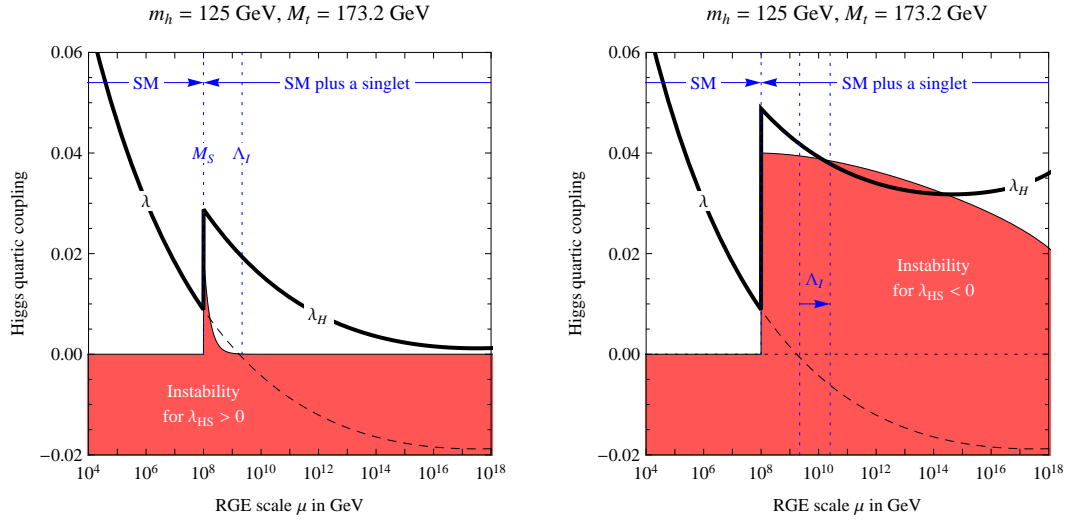 m_h = 125 GeV, M_t = 173.2 GeV
0.06
0.04
0.02
0.00
−0.02
Higgs quartic coupling
SM
SM plus a singlet
M_S
Λ_I
λ
λ_H
Instability
for λ_HS > 0
10^4 10^6 10^8 10^10 10^12 10^14 10^16 10^18
RGE scale μ in GeV
m_h = 125 GeV, M_t = 173.2 GeV
0.06
0.04
0.02
0.00
−0.02
Higgs quartic coupling
SM
SM plus a singlet
λ
λ_H
Λ_I
Instability
for λ_HS < 0
10^4 10^6 10^8 10^10 10^12 10^14 10^16 10^18
RGE scale μ in GeV